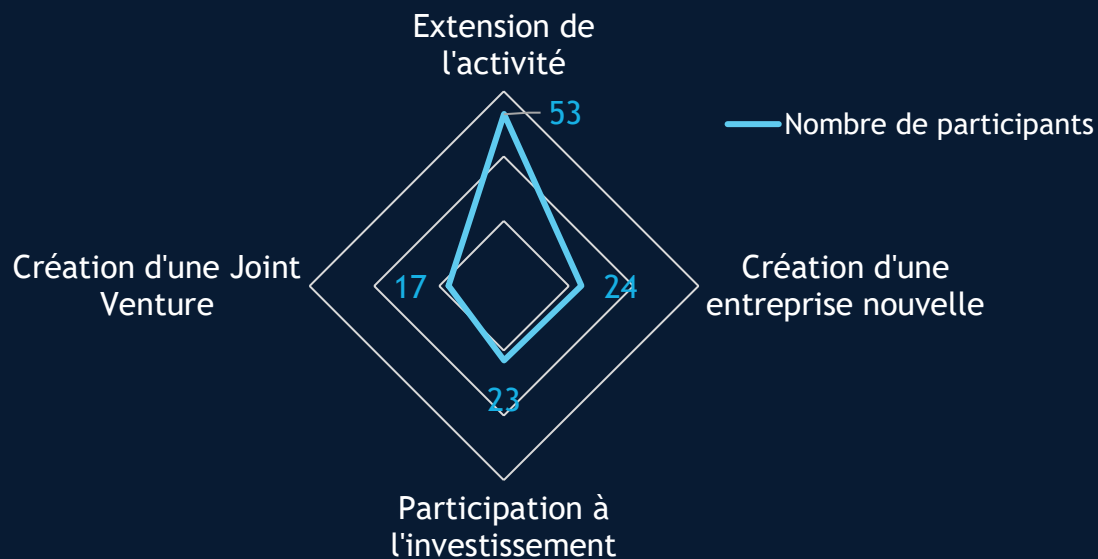 Extension de
l'activité
53
Nombre de participants
Création d'une Joint
Venture
17
24
Création d'une
entreprise nouvelle
23
Participation à
l'investissement